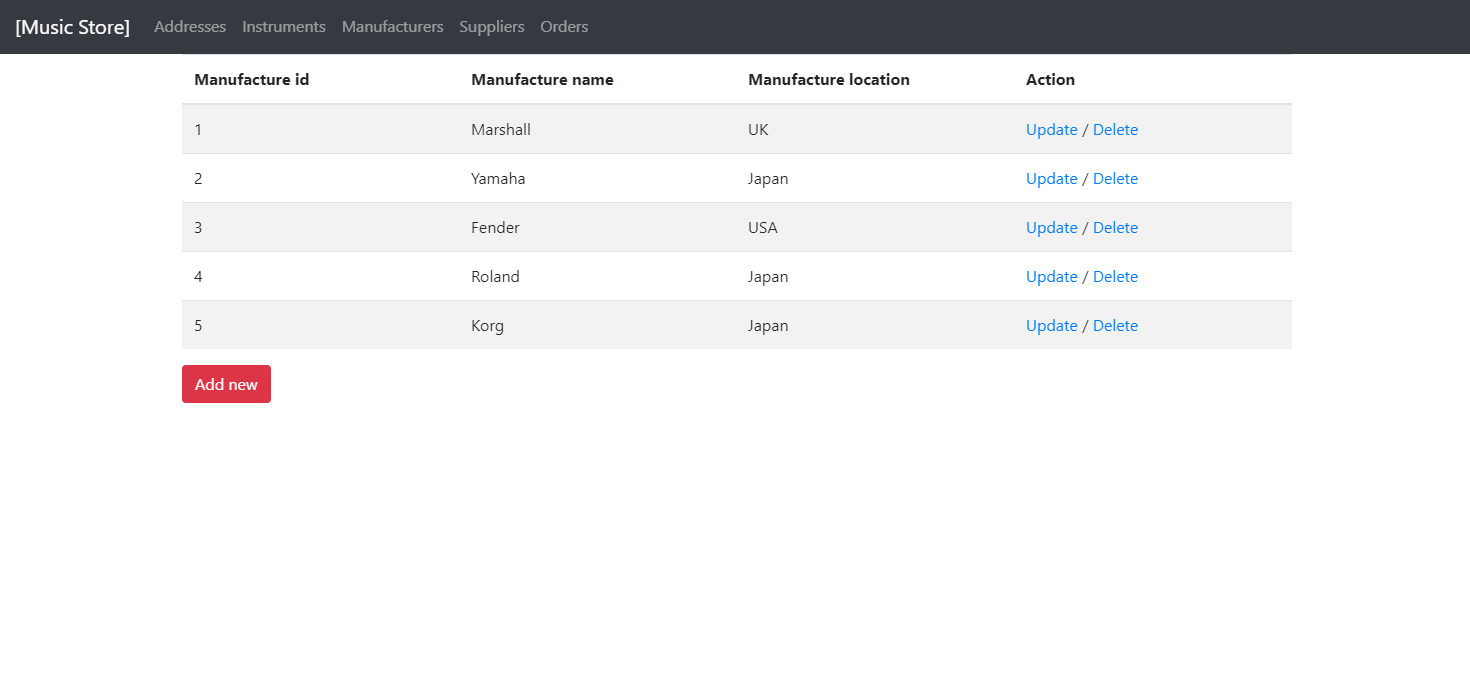 [Music Store] Addresses Instruments Manufacturers Suppliers Orders
Manufacture id Manufacture name Manufacture location Action
1 Marshall UK Update / Delete
2 Yamaha Japan Update / Delete
3 Fender USA Update / Delete
4 Roland Japan Update / Delete
5 Korg Japan Update / Delete
Add new